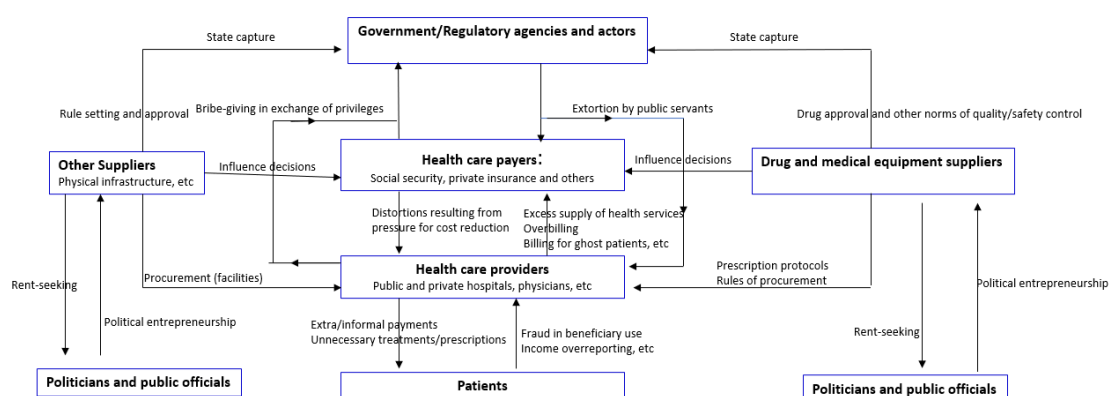 Government/Regulatory agencies and actors
State capture
State capture
Rule setting and approval
Bribe-giving in exchange of privileges
Extortion by public servants
Drug approval and other norms of quality/safety control
Other Suppliers
Physical infrastructure, etc
Influence decisions
Health care payers:
Social security, private insurance and others
Influence decisions
Drug and medical equipment suppliers
Distortions resulting from
pressure for cost reduction
Excess supply of health services
Overbilling
Billing for ghost patients, etc
Health care providers
Public and private hospitals, physicians, etc
Procurement (facilities)
Prescription protocols
Rules of procurement
Rent-seeking
Political entrepreneurship
Extra/informal payments
Unnecessary treatments/prescriptions
Fraud in beneficiary use
Income overreporting, etc
Rent-seeking
Political entrepreneurship
Politicians and public officials
Patients
Politicians and public officials